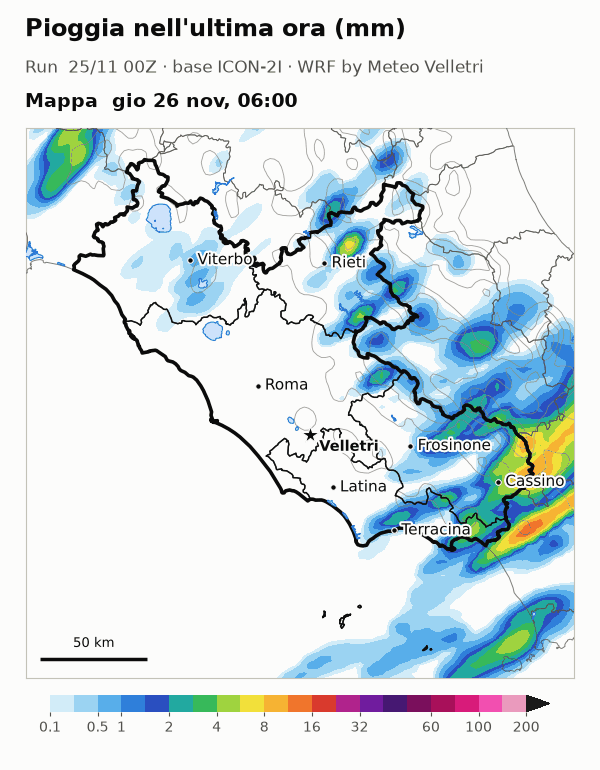 Pioggia nell'ultima ora (mm)
Run 25/11 00Z · base ICON-2I · WRF by Meteo Velletri
Mappa gio 26 nov, 06:00
Viterbo
Rieti
Roma
Velletri
Frosinone
Latina
Cassino
Terracina
50 km
0.1 0.5 1 2 4 8 16 32 60 100 200